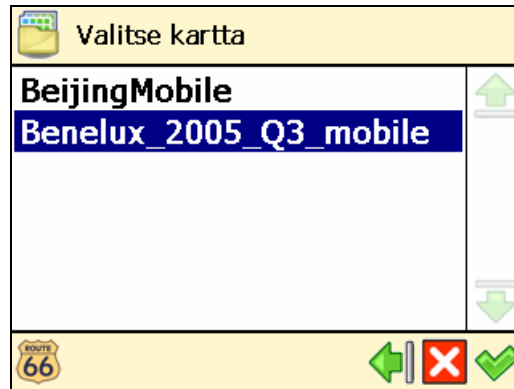 Valitse kartta
BeijingMobile
Benelux_2005_Q3_mobile
ROUTE
66